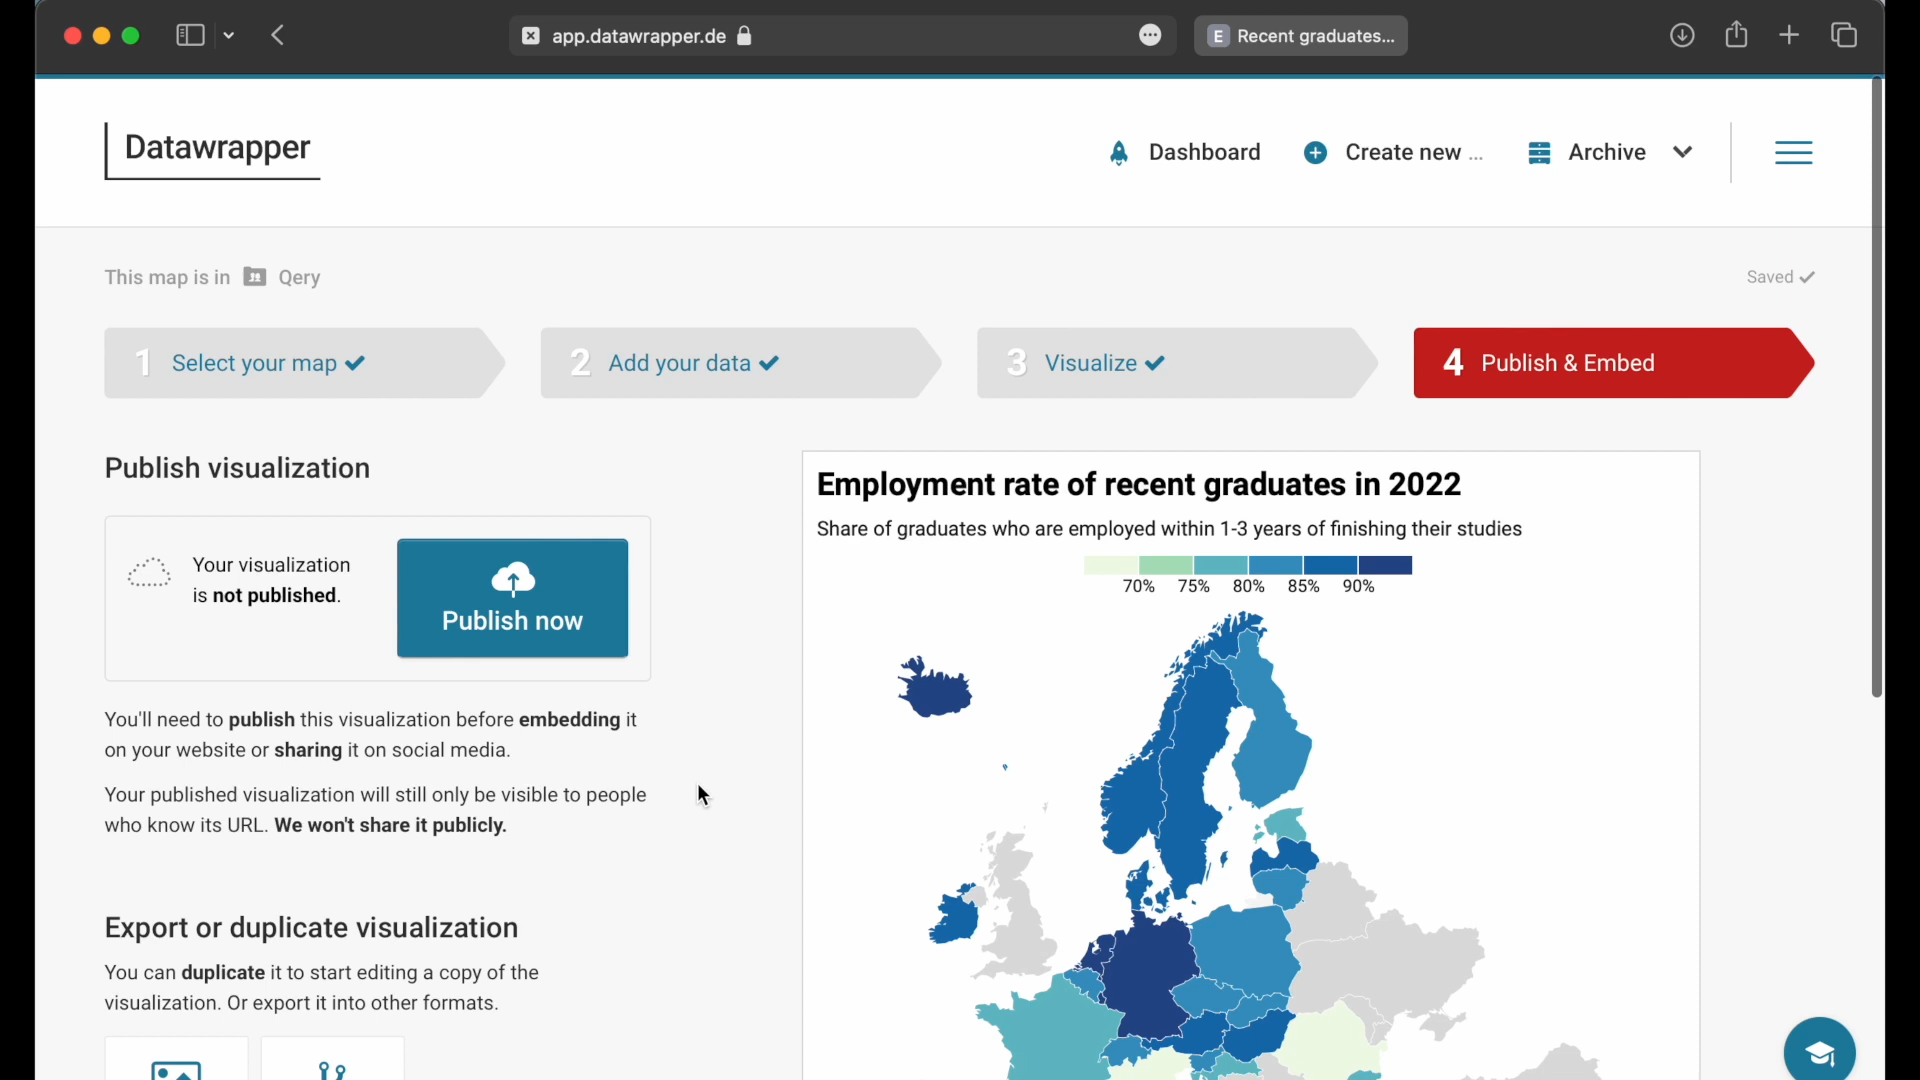 app.datawrapper.de
E Recent graduates...
Datawrapper
Dashboard
Create new ...
Archive
This map is in Qery
Saved
1 Select your map
2 Add your data
3 Visualize
4 Publish & Embed
Publish visualization
Your visualization
is not published.
Publish now
You'll need to publish this visualization before embedding it
on your website or sharing it on social media.
Your published visualization will still only be visible to people
who know its URL. We won't share it publicly.
Export or duplicate visualization
You can duplicate it to start editing a copy of the
visualization. Or export it into other formats.
Employment rate of recent graduates in 2022
Share of graduates who are employed within 1-3 years of finishing their studies
70% 75% 80% 85% 90%